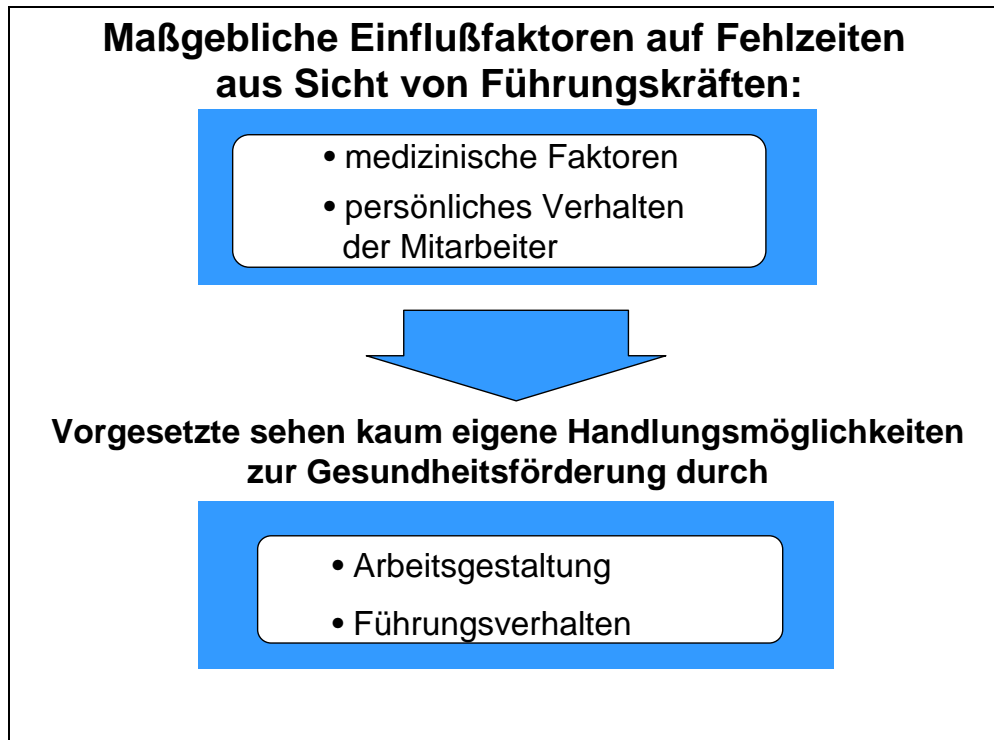 Maßgebliche Einflußfaktoren auf Fehlzeiten
aus Sicht von Führungskräften:
• medizinische Faktoren
• persönliches Verhalten
der Mitarbeiter
Vorgesetzte sehen kaum eigene Handlungsmöglichkeiten
zur Gesundheitsförderung durch
• Arbeitsgestaltung
• Führungsverhalten